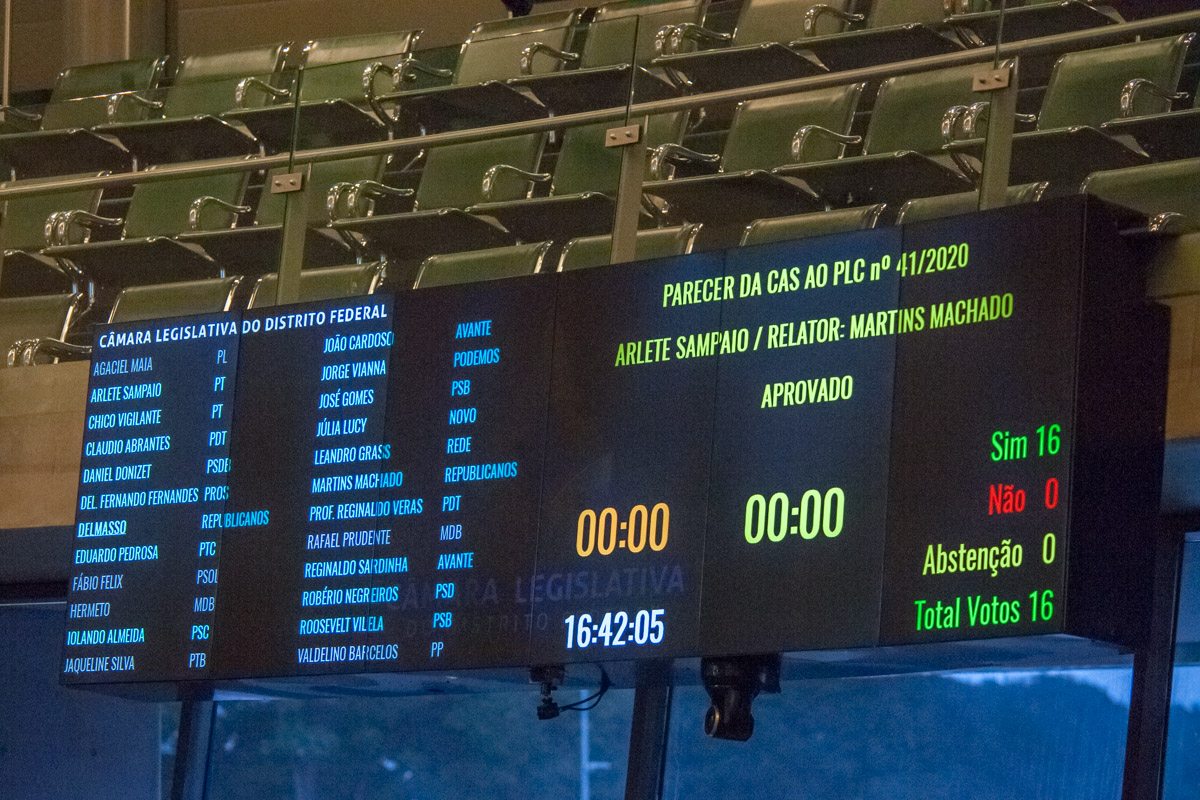 CÂMARA LEGISLATIVA DO DISTRITO FEDERAL
AGACIEL MAIA PL
ARLETE SAMPAIO PT
CHICO VIGILANTE PT
CLAUDIO ABRANTES PDT
DANIEL DONIZET PSDB
DEL. FERNANDO FERNANDES PROS
DELMASSO REPUBLICANOS
EDUARDO PEDROSA PTC
FÁBIO FELIX PSOL
HERMETO MDB
IOLANDO ALMEIDA PSC
JAQUELINE SILVA PTB
JOÃO CARDOSO AVANTE
JORGE VIANNA PODEMOS
JOSÉ GOMES PSB
JÚLIA LUCY NOVO
LEANDRO GRASS REDE
MARTINS MACHADO REPUBLICANOS
PROF. REGINALDO VERAS PDT
RAFAEL PRUDENTE MDB
REGINALDO SARDINHA AVANTE
ROBÉRIO NEGREIROS PSD
ROOSEVELT VILELA PSB
VALDELINO BARCELOS PP
PARECER DA CAS AO PLC nº 41/2020
ARLETE SAMPAIO / RELATOR: MARTINS MACHADO
APROVADO
00:00 00:00
16:42:05
Sim 16
Não 0
Abstenção 0
Total Votos 16
CÂMARA LEGISLATIVA
DO DISTRITO